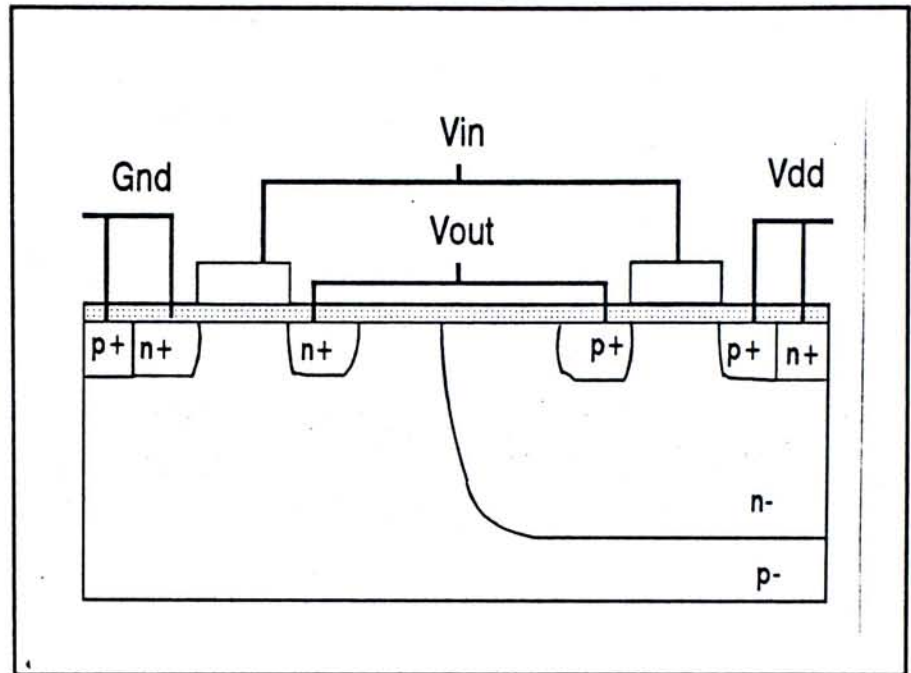 Vin
Gnd
Vdd
Vout
p+ n+ n+ p+ p+ n+
n-
p-